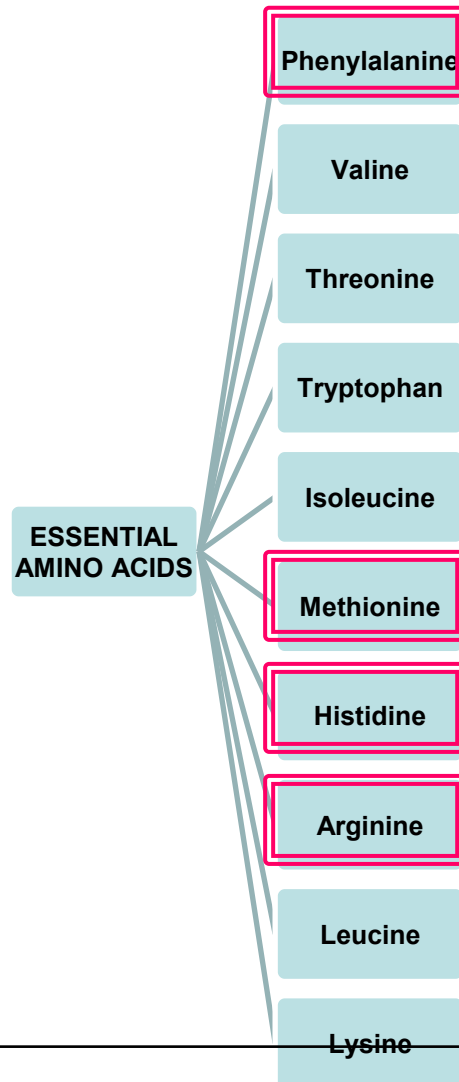 Phenylalanine
Valine
Threonine
Tryptophan
Isoleucine
ESSENTIAL
AMINO ACIDS
Methionine
Histidine
Arginine
Leucine
Lysine